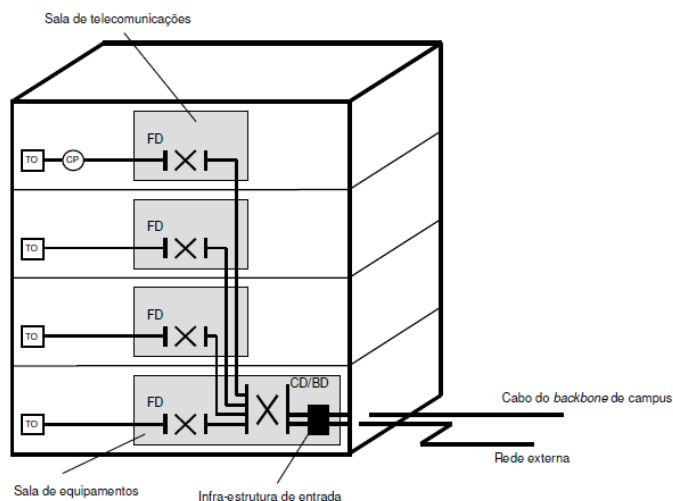 Sala de telecomunicações
FD
TO
CP
FD
TO
FD
TO
CD/BD
FD
TO
Cabo do backbone de campus
Rede externa
Sala de equipamentos
Infra-estrutura de entrada